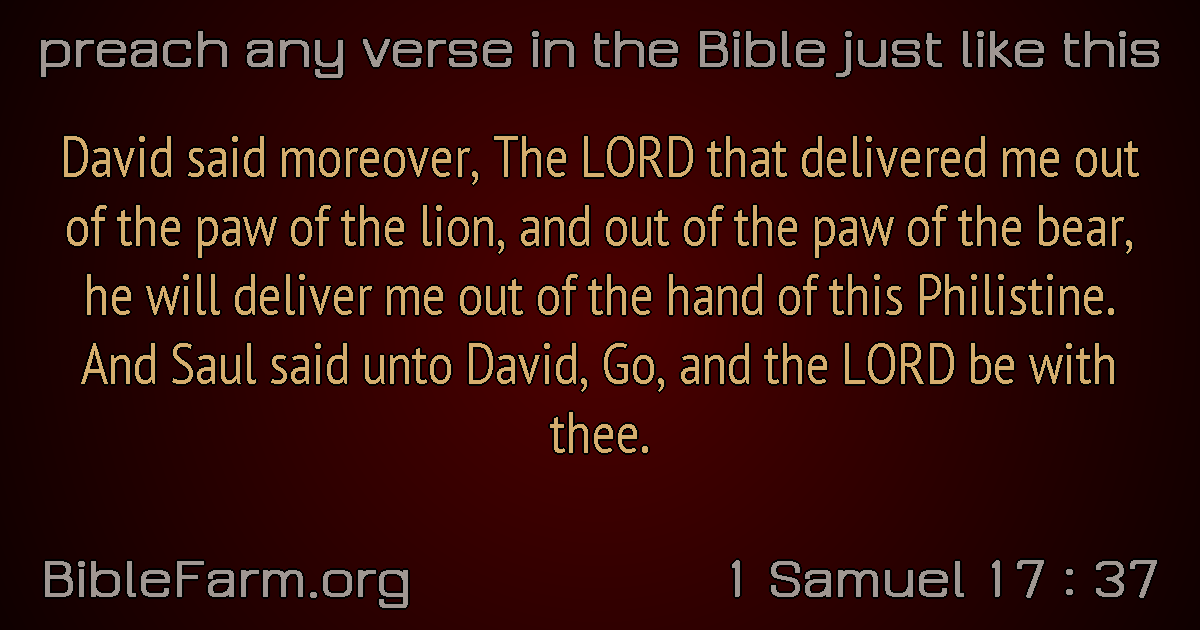 preach any verse in the Bible just like this
David said moreover, The LORD that delivered me out
of the paw of the lion, and out of the paw of the bear,
he will deliver me out of the hand of this Philistine.
And Saul said unto David, Go, and the LORD be with
thee.
BibleFarm.org
1 Samuel 17 : 37